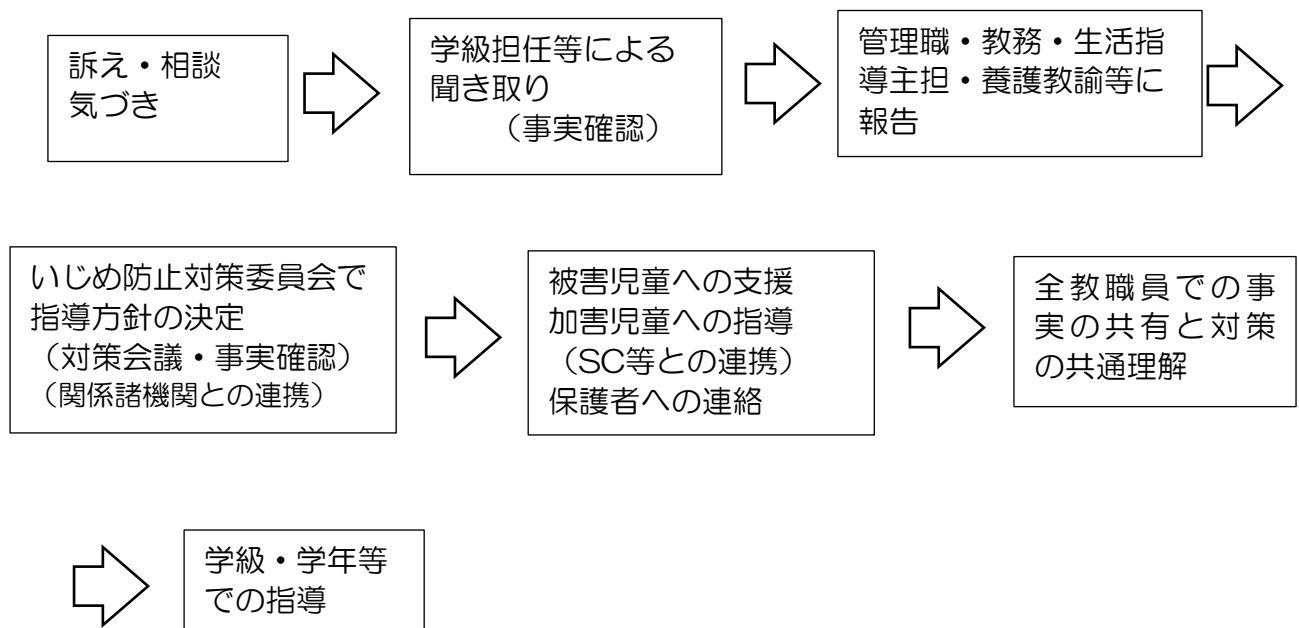 訴え・相談
気づき
学級担任等による
聞き取り
（事実確認）
管理職・教務・生活指
導主担・養護教諭等に
報告
いじめ防止対策委員会で
指導方針の決定
（対策会議・事実確認）
（関係諸機関との連携）
被害児童への支援
加害児童への指導
（SC等との連携）
保護者への連絡
全教職員での事
実の共有と対策
の共通理解
学級・学年等
での指導